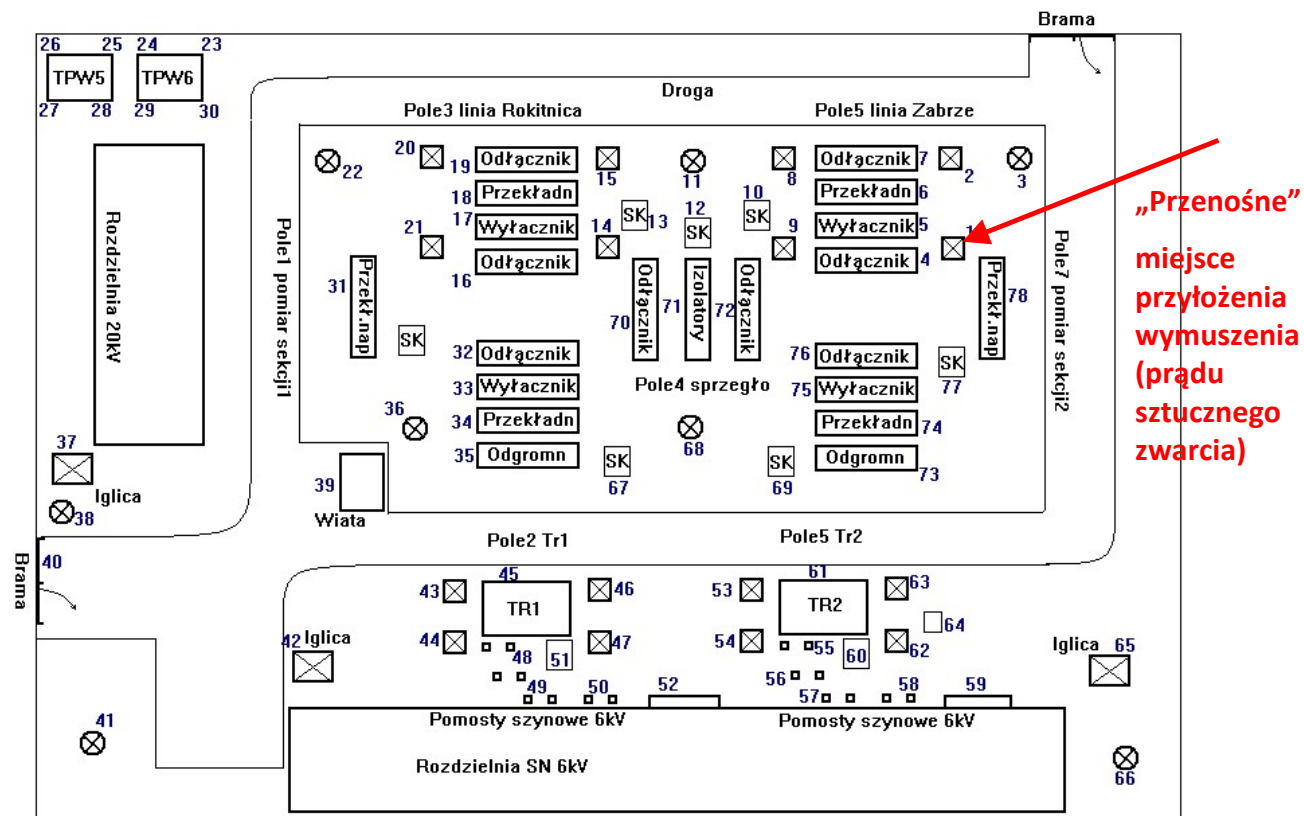 Brama
26 25 24 23
TPW5 TPW6
27 28 29 30
Droga
Pole3 linia Rokitnica Pole5 linia Zabrze
22 20 19 Odłącznik 15 11 8 Odłącznik 7 2 3
18 Przekładn 13 12 10 Przekładn 6
SK SK SK
21 17 Wyłacznik 14 9 Wyłacznik 5 1
16 Odłącznik Odłącznik 4
„Przenośne”
miejsce
przyłożenia
wymuszenia
(prądu
sztucznego
zwarcia)
Rozdzielnia 20kV
Pole1 pomiar sekcji1
31 Przekł.nap
70 Odłącznik
71 Izolatory
72 Odłącznik
Przekł.nap 78
Pole7 pomiar sekcji2
SK
32 Odłącznik 76 Odłącznik SK
33 Wyłacznik Pole4 sprzegło 75 Wyłacznik 77
36 34 Przekładn 68 Przekładn 74
37 35 Odgromn SK SK Odgromn 73
67 69
Iglica
38
39
Wiata
Pole2 Tr1 Pole5 Tr2
Brama
40
43 45 46 53 61 63
TR1 TR2
64
44 47 54 62
42 Iglica 48 51 55 60 Iglica 65
56
49 50 52 57 58 59
Pomosty szynowe 6kV Pomosty szynowe 6kV
41
Rozdzielnia SN 6kV
66